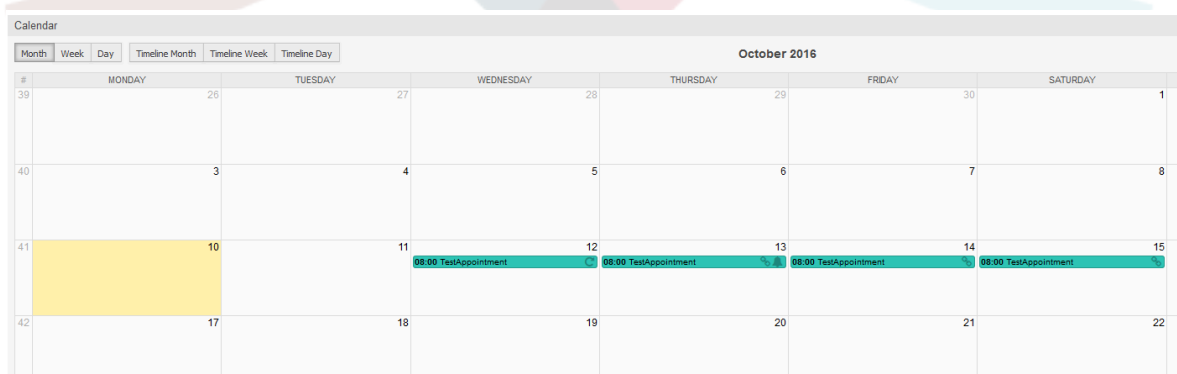 Calendar
Month Week Day Timeline Month Timeline Week Timeline Day October 2016
# MONDAY TUESDAY WEDNESDAY THURSDAY FRIDAY SATURDAY
39 26 27 28 29 30 1
40 3 4 5 6 7 8
41 10 11 12 13 14 15
08:00 TestAppointment 08:00 TestAppointment 08:00 TestAppointment 08:00 TestAppointment
42 17 18 19 20 21 22